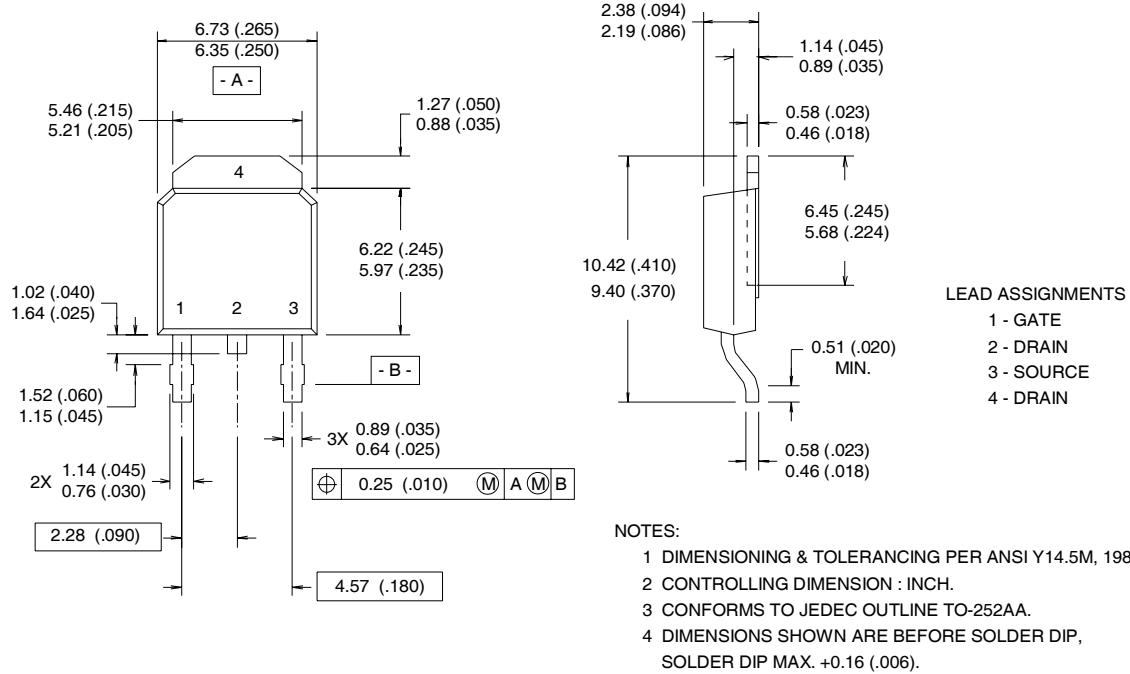 6.73 (.265)
6.35 (.250)
- A -
5.46 (.215)
5.21 (.205)
1.27 (.050)
0.88 (.035)
4
6.22 (.245)
5.97 (.235)
1.02 (.040)
1.64 (.025)
1 2 3
- B -
1.52 (.060)
1.15 (.045)
3X 0.89 (.035)
0.64 (.025)
2X 1.14 (.045)
0.76 (.030)
⌖ 0.25 (.010) Ⓜ A Ⓜ B
2.28 (.090)
4.57 (.180)
2.38 (.094)
2.19 (.086)
1.14 (.045)
0.89 (.035)
0.58 (.023)
0.46 (.018)
6.45 (.245)
5.68 (.224)
10.42 (.410)
9.40 (.370)
0.51 (.020)
MIN.
0.58 (.023)
0.46 (.018)
LEAD ASSIGNMENTS
1 - GATE
2 - DRAIN
3 - SOURCE
4 - DRAIN
NOTES:
1 DIMENSIONING & TOLERANCING PER ANSI Y14.5M, 198
2 CONTROLLING DIMENSION : INCH.
3 CONFORMS TO JEDEC OUTLINE TO-252AA.
4 DIMENSIONS SHOWN ARE BEFORE SOLDER DIP,
SOLDER DIP MAX. +0.16 (.006).